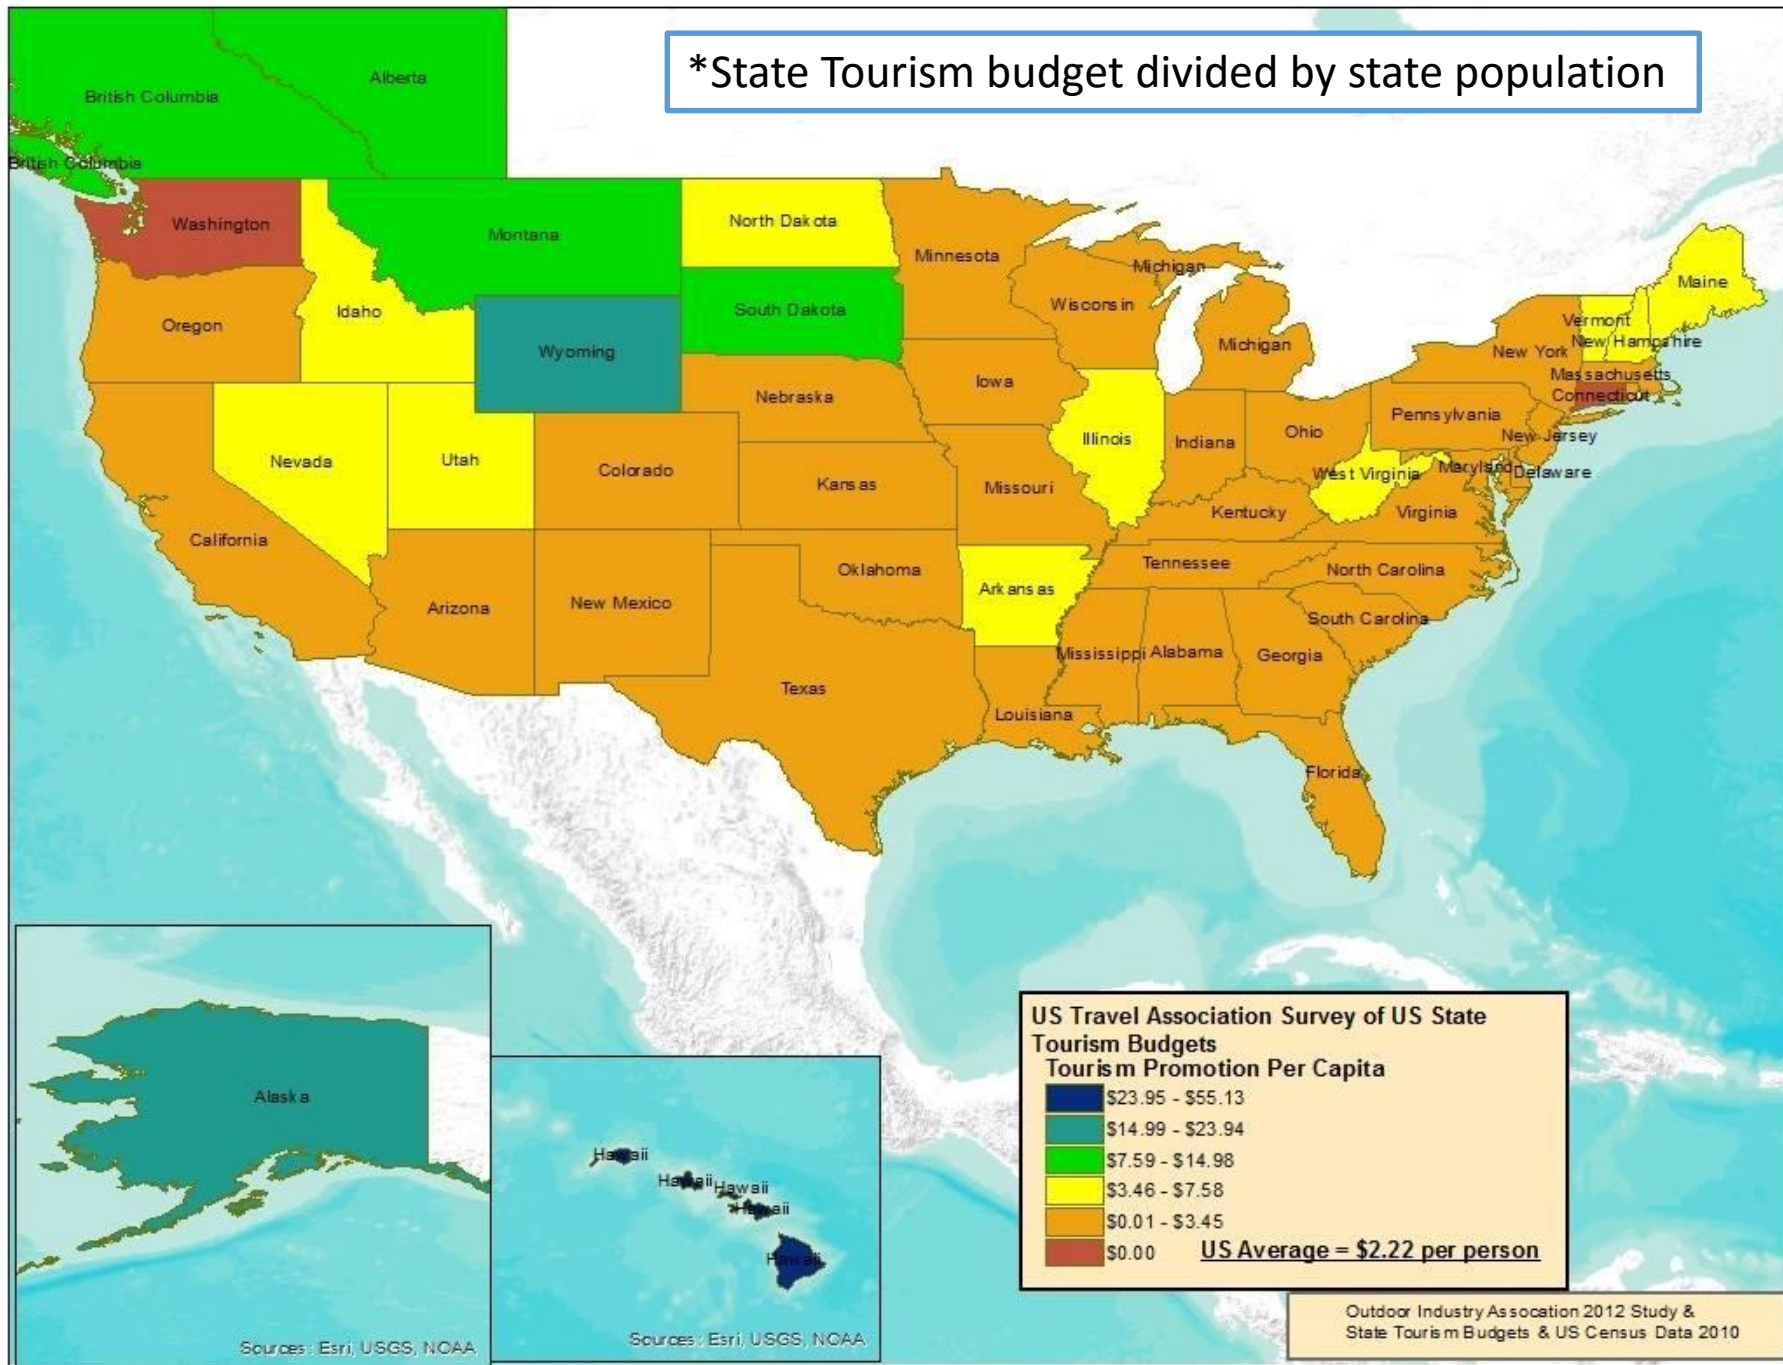 *State Tourism budget divided by state population
Alberta
British Columbia
British Columbia
Washington
Montana
North Dakota
Minnesota
Michigan
Maine
Oregon
Idaho
South Dakota
Wisconsin
Vermont
New Hampshire
Wyoming
Michigan
New York
Massachusetts
Connecticut
Iowa
Nebraska
Pennsylvania
New Jersey
Nevada
Utah
Colorado
Kansas
Missouri
Illinois
Indiana
Ohio
West Virginia
Maryland
Delaware
California
Kentucky
Virginia
Arizona
New Mexico
Oklahoma
Arkansas
Tennessee
North Carolina
South Carolina
Mississippi
Alabama
Georgia
Texas
Louisiana
Florida
Alaska
Sources: Esri, USGS, NOAA
Hawaii
Hawaii
Hawaii
Hawaii
Hawaii
Sources: Esri, USGS, NOAA
US Travel Association Survey of US State
Tourism Budgets
Tourism Promotion Per Capita
$23.95 - $55.13
$14.99 - $23.94
$7.59 - $14.98
$3.46 - $7.58
$0.01 - $3.45
$0.00 US Average = $2.22 per person
Outdoor Industry Assocation 2012 Study &
State Tourism Budgets & US Census Data 2010